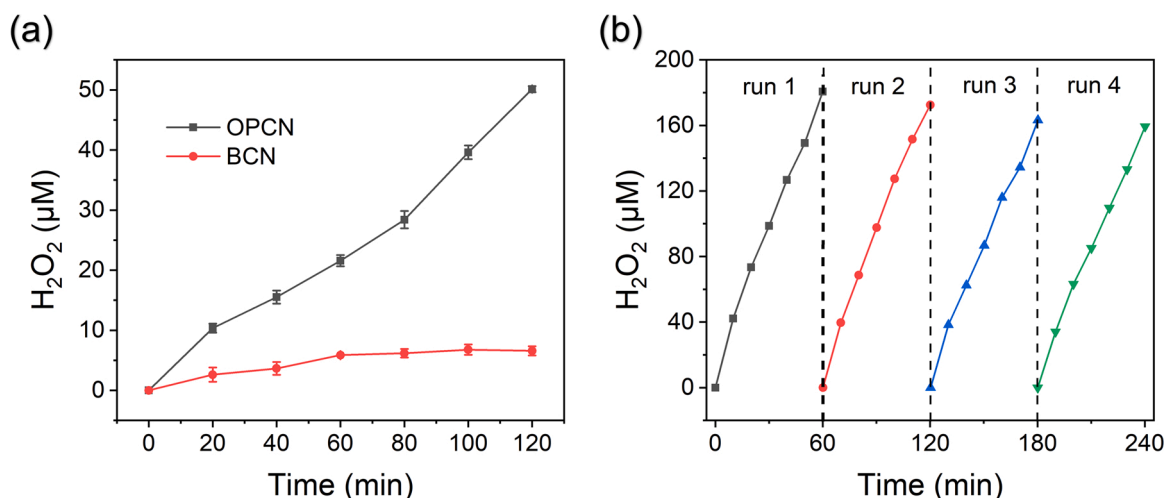 (a)
H₂O₂ (μM)
50
40
30
20
10
0
OPCN
BCN
0 20 40 60 80 100 120
Time (min)
(b)
H₂O₂ (μM)
200
160
120
80
40
0
run 1 run 2 run 3 run 4
0 60 120 180 240
Time (min)